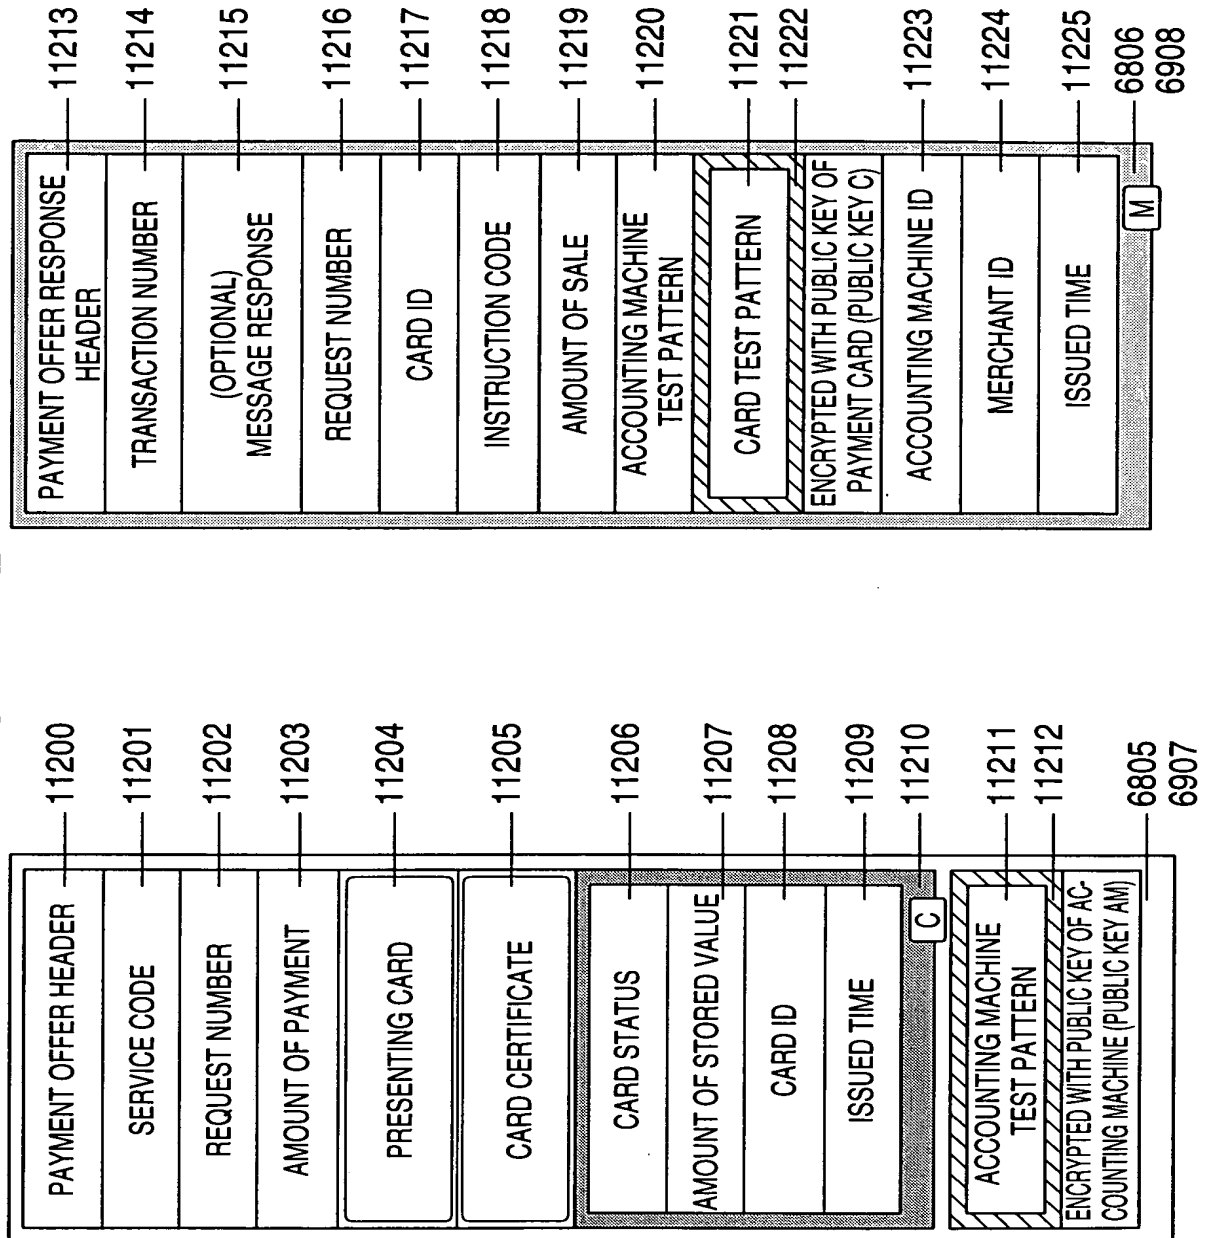 PAYMENT OFFER RESPONSE
HEADER
11213
TRANSACTION NUMBER
11214
(OPTIONAL)
MESSAGE RESPONSE
11215
REQUEST NUMBER
11216
CARD ID
11217
INSTRUCTION CODE
11218
AMOUNT OF SALE
11219
ACCOUNTING MACHINE
TEST PATTERN
11220
CARD TEST PATTERN
11221
11222
ENCRYPTED WITH PUBLIC KEY OF
PAYMENT CARD (PUBLIC KEY C)
ACCOUNTING MACHINE ID
11223
MERCHANT ID
11224
ISSUED TIME
11225
M
6806
6908
PAYMENT OFFER HEADER
11200
SERVICE CODE
11201
REQUEST NUMBER
11202
AMOUNT OF PAYMENT
11203
PRESENTING CARD
11204
CARD CERTIFICATE
11205
CARD STATUS
11206
AMOUNT OF STORED VALUE
11207
CARD ID
11208
ISSUED TIME
11209
C
11210
ACCOUNTING MACHINE
TEST PATTERN
11211
11212
ENCRYPTED WITH PUBLIC KEY OF AC-
COUNTING MACHINE (PUBLIC KEY AM)
6805
6907